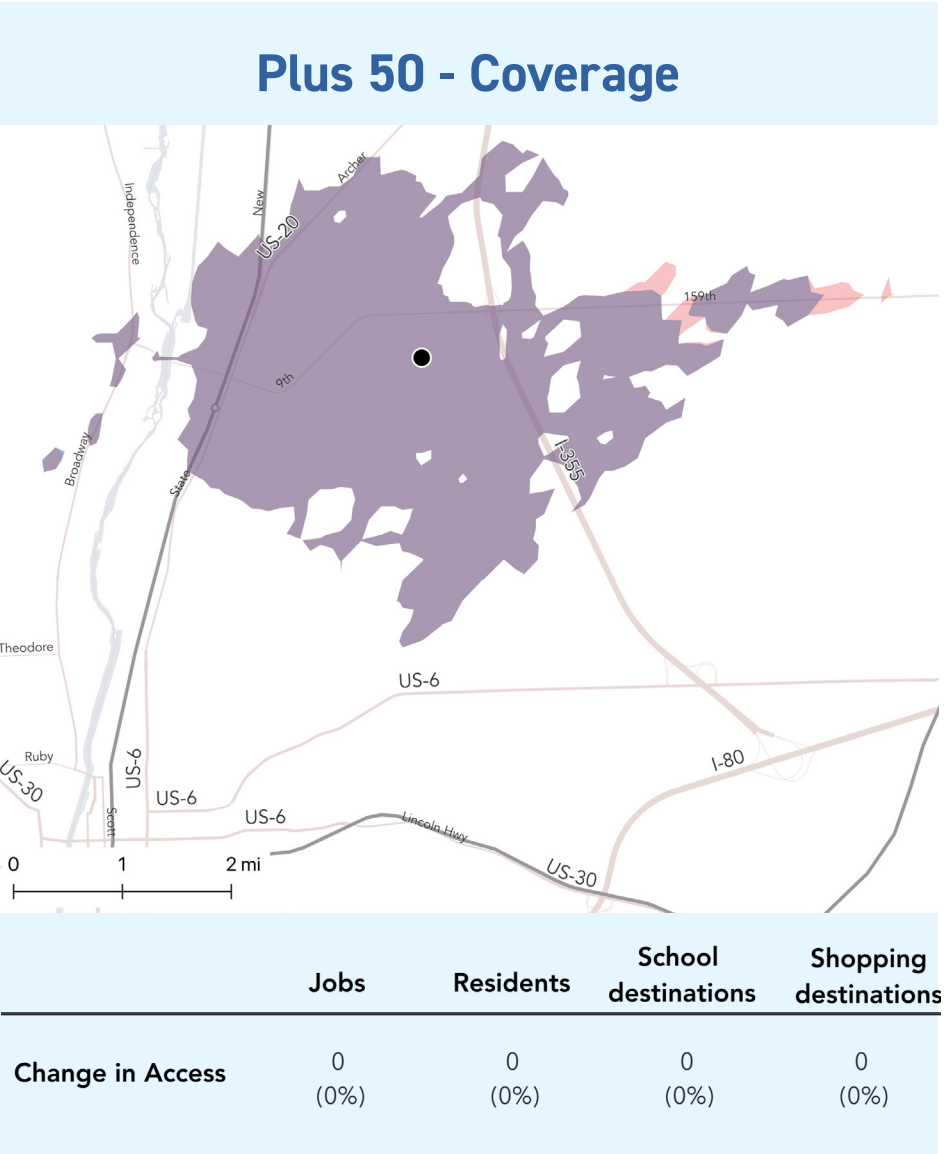 Plus 50 - Coverage
Archer
Independence
New
US-20
159th
9th
Broadway
I-355
State
Theodore
US-6
Ruby
US-30
US-6
I-80
US-6
Scott
US-6
Lincoln Hwy
US-30
0 1 2 mi
Jobs Residents School destinations Shopping destinations
Change in Access
0 0 0 0
(0%) (0%) (0%) (0%)